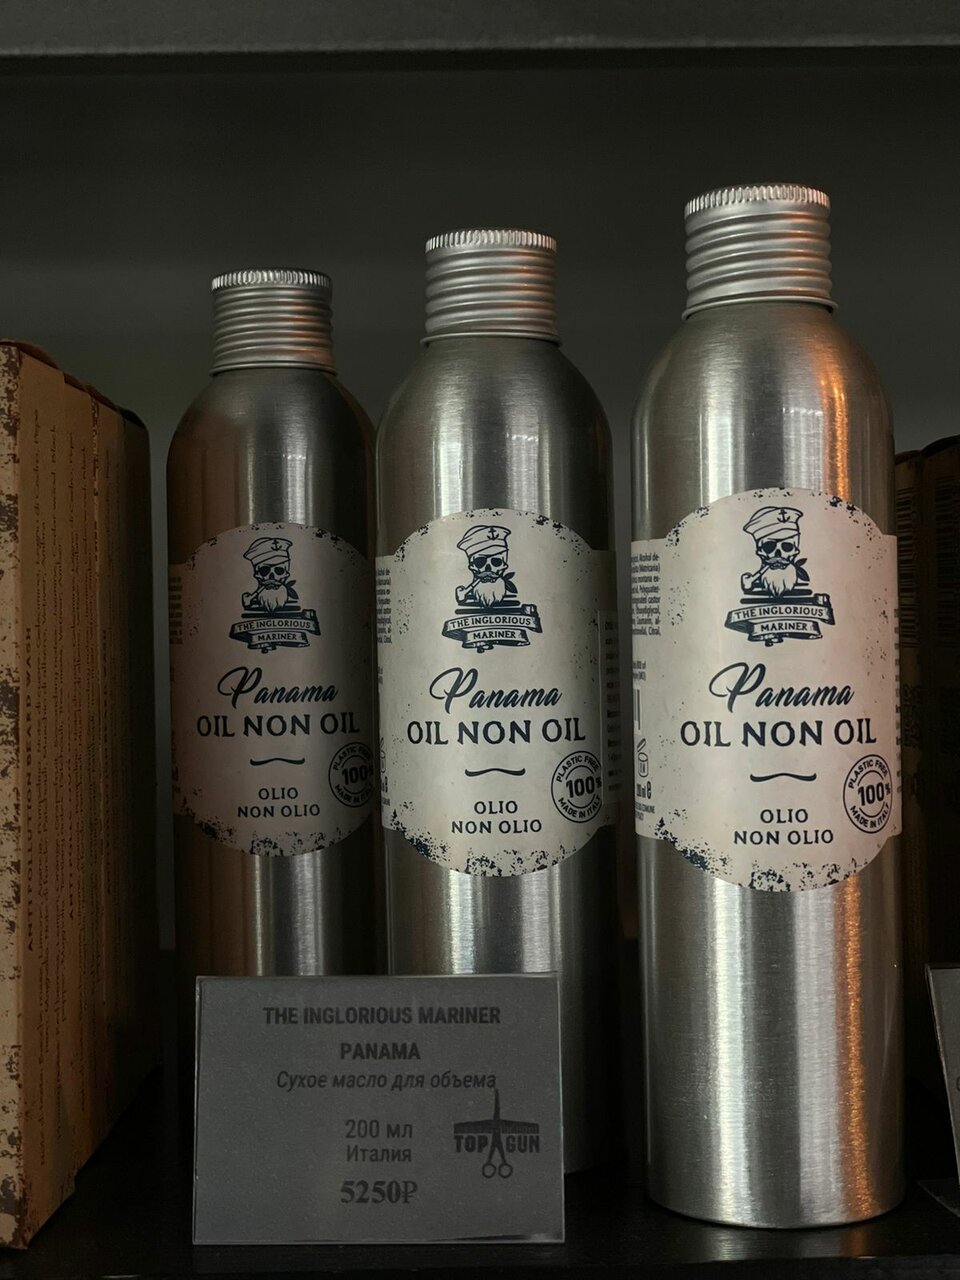 THE INGLORIOUS
MARINER
Panama
OIL NON OIL
PLASTIC FREE
100%
MADE IN ITALY
OLIO
NON OLIO
THE INGLORIOUS
MARINER
Panama
OIL NON OIL
PLASTIC FREE
100%
MADE IN ITALY
OLIO
NON OLIO
THE INGLORIOUS
MARINER
Panama
OIL NON OIL
PLASTIC FREE
100%
MADE IN ITALY
OLIO
NON OLIO
ANTIPOLLUTION BEARD WASH
THE INGLORIOUS MARINER
PANAMA
Сухое масло для объема
200 мл
Италия
5250₽
TOP GUN